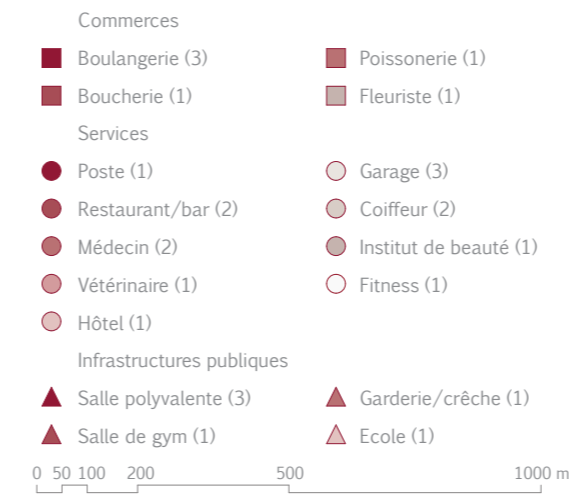 Commerces
Boulangerie (3) Poissonerie (1)
Boucherie (1) Fleuriste (1)
Services
Poste (1) Garage (3)
Restaurant/bar (2) Coiffeur (2)
Médecin (2) Institut de beauté (1)
Vétérinaire (1) Fitness (1)
Hôtel (1)
Infrastructures publiques
Salle polyvalente (3) Garderie/crêche (1)
Salle de gym (1) Ecole (1)
0 50 100 200 500 1000 m